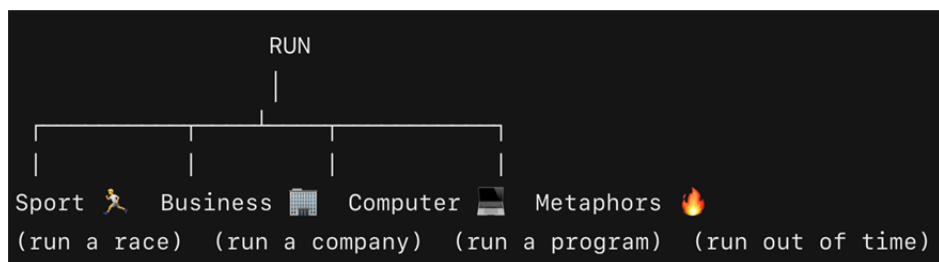 RUN
Sport 🏃 Business 🏢 Computer 💻 Metaphors 🔥
(run a race) (run a company) (run a program) (run out of time)